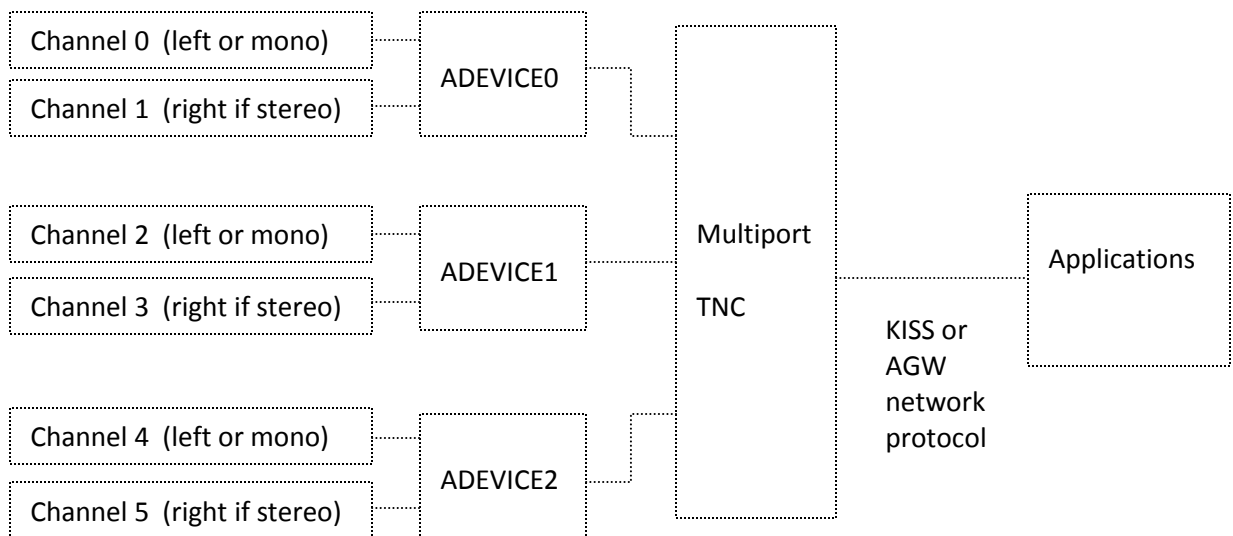 Channel 0  (left or mono)
Channel 1  (right if stereo)
ADEVICE0
Channel 2  (left or mono)
Channel 3  (right if stereo)
ADEVICE1
Channel 4  (left or mono)
Channel 5  (right if stereo)
ADEVICE2
Multiport
TNC
KISS or
AGW
network
protocol
Applications